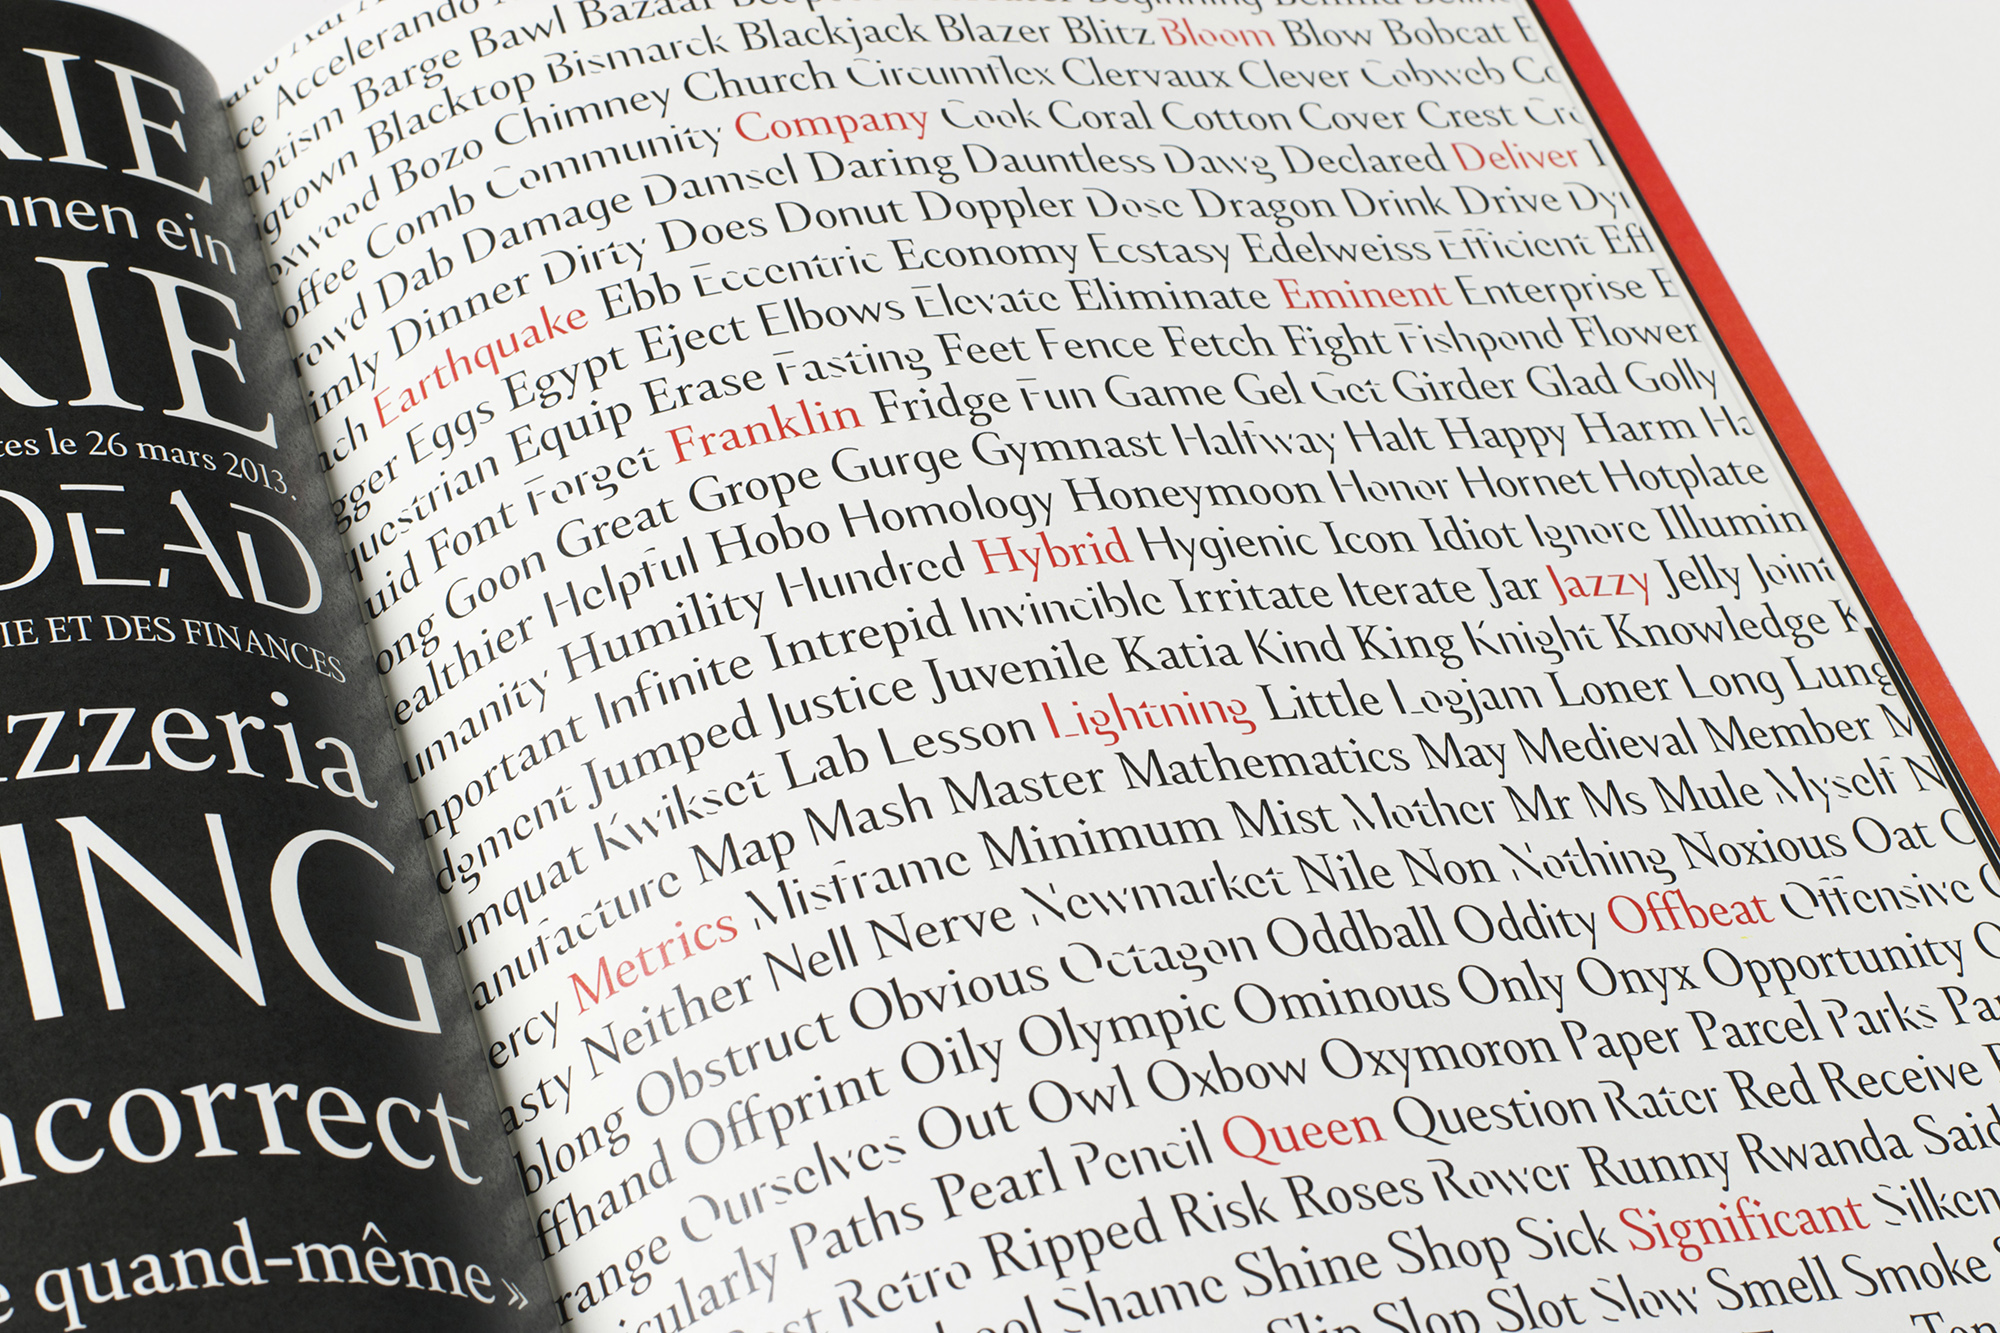 XIE
nnen ein
XIE
tes le 26 mars 2013.
DEAD
IE ET DES FINANCES
zzeria
ING
ncorrect
e quand-même »
Accelerando
Barge Bawl Bazaar
Blacktop Bismarck Blackjack Blazer Blitz Bloom Blow Bobcat
Bozo Chimney Church Circumflex Clervaux Clever Cobweb
offee Comb Community Company Cook Coral Cotton Cover Crest
rowd Dab Damage Damsel Daring Dauntless Dawg Declared Deliver
imly Dinner Dirty Does Donut Doppler Dose Dragon Drink Drive
ach Earthquake Ebb Eccentric Economy Ecstasy Edelweiss Efficient Eff
gger Eggs Egypt Eject Elbows Elevate Eliminate Eminent Enterprise E
questrian Equip Erase Fasting Feet Fence Fetch Fight Fishpond Flower
uid Font Forget Franklin Fridge Fun Game Gel Get Girder Glad Golly
ong Goon Great Grope Gurge Gymnast Halfway Halt Happy Harm Ha
ealthier Helpful Hobo Homology Honeymoon Honor Hornet Hotplate
umanity Humility Hundred Hybrid Hygienic Icon Idiot Ignore Illumin
mportant Infinite Intrepid Invincible Irritate Iterate Jar Jazzy Jelly Joint
dgment Jumped Justice Juvenile Katia Kind King Knight Knowledge K
umquat Kwikset Lab Lesson Lightning Little Logjam Loner Long Lung
anufacture Map Mash Master Mathematics May Medieval Member M
ercy Metrics Misframe Minimum Mist Mother Mr Ms Mule Myself N
asty Neither Nell Nerve Newmarket Nile Non Nothing Noxious Oat O
blong Obstruct Obvious Octagon Oddball Oddity Offbeat Offensive
ffhand Offprint Oily Olympic Ominous Only Onyx Opportunity
range Ourselves Out Owl Oxbow Oxymoron Paper Parcel Parks Pa
icularly Paths Pearl Pencil Queen Question Rater Red Receive
Retro Ripped Risk Roses Rower Runny Rwanda Said
Shame Shine Shop Sick Significant Silken
Slip Slop Slot Slow Smell Smoke